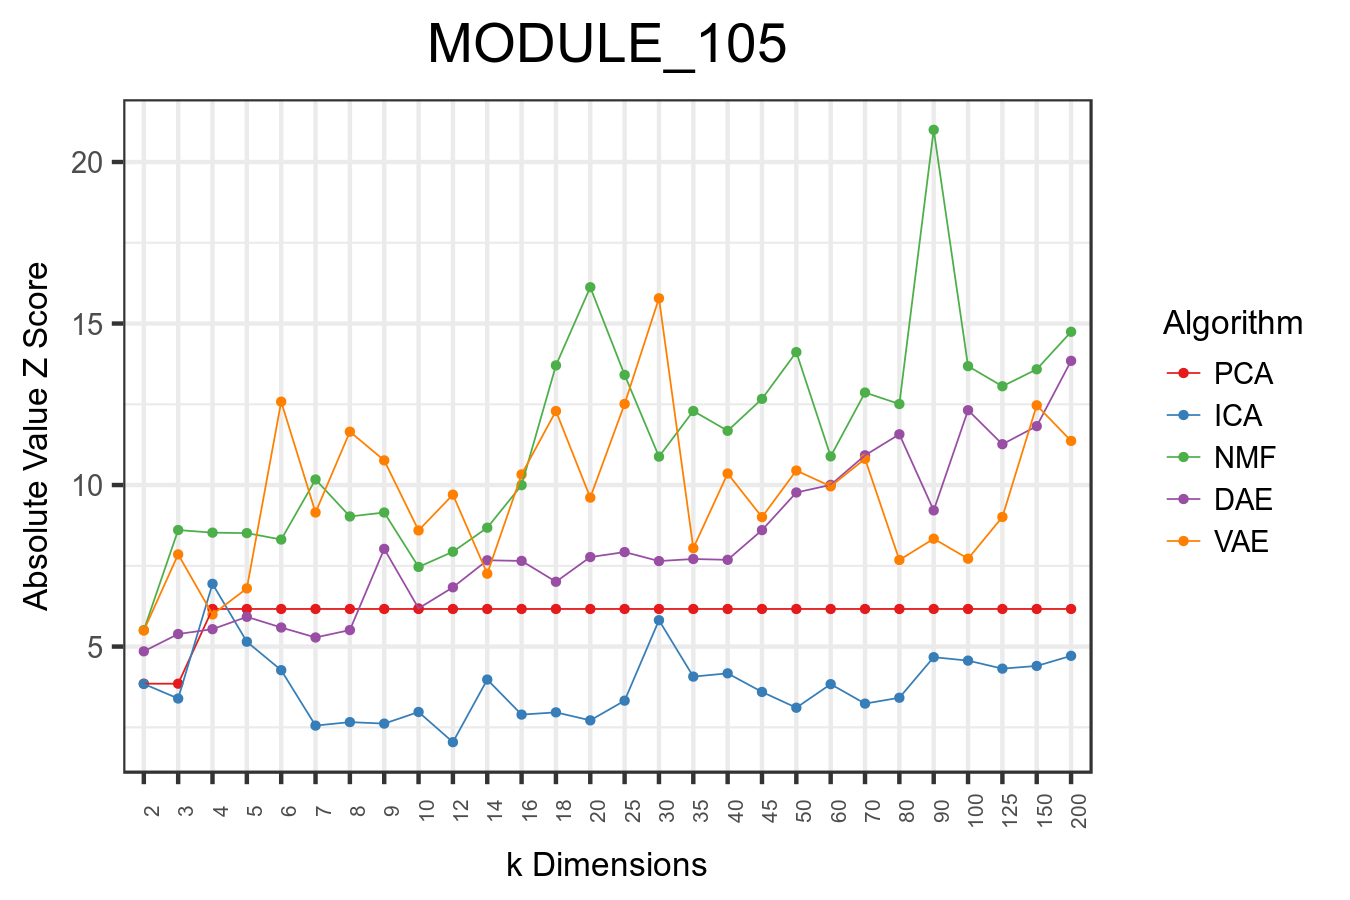 MODULE_105
Absolute Value Z Score
20
15
10
5
2 3 4 5 6 7 8 9 10 12 14 16 18 20 25 30 35 40 45 50 60 70 80 90 100 125 150 200
k Dimensions
Algorithm
PCA
ICA
NMF
DAE
VAE